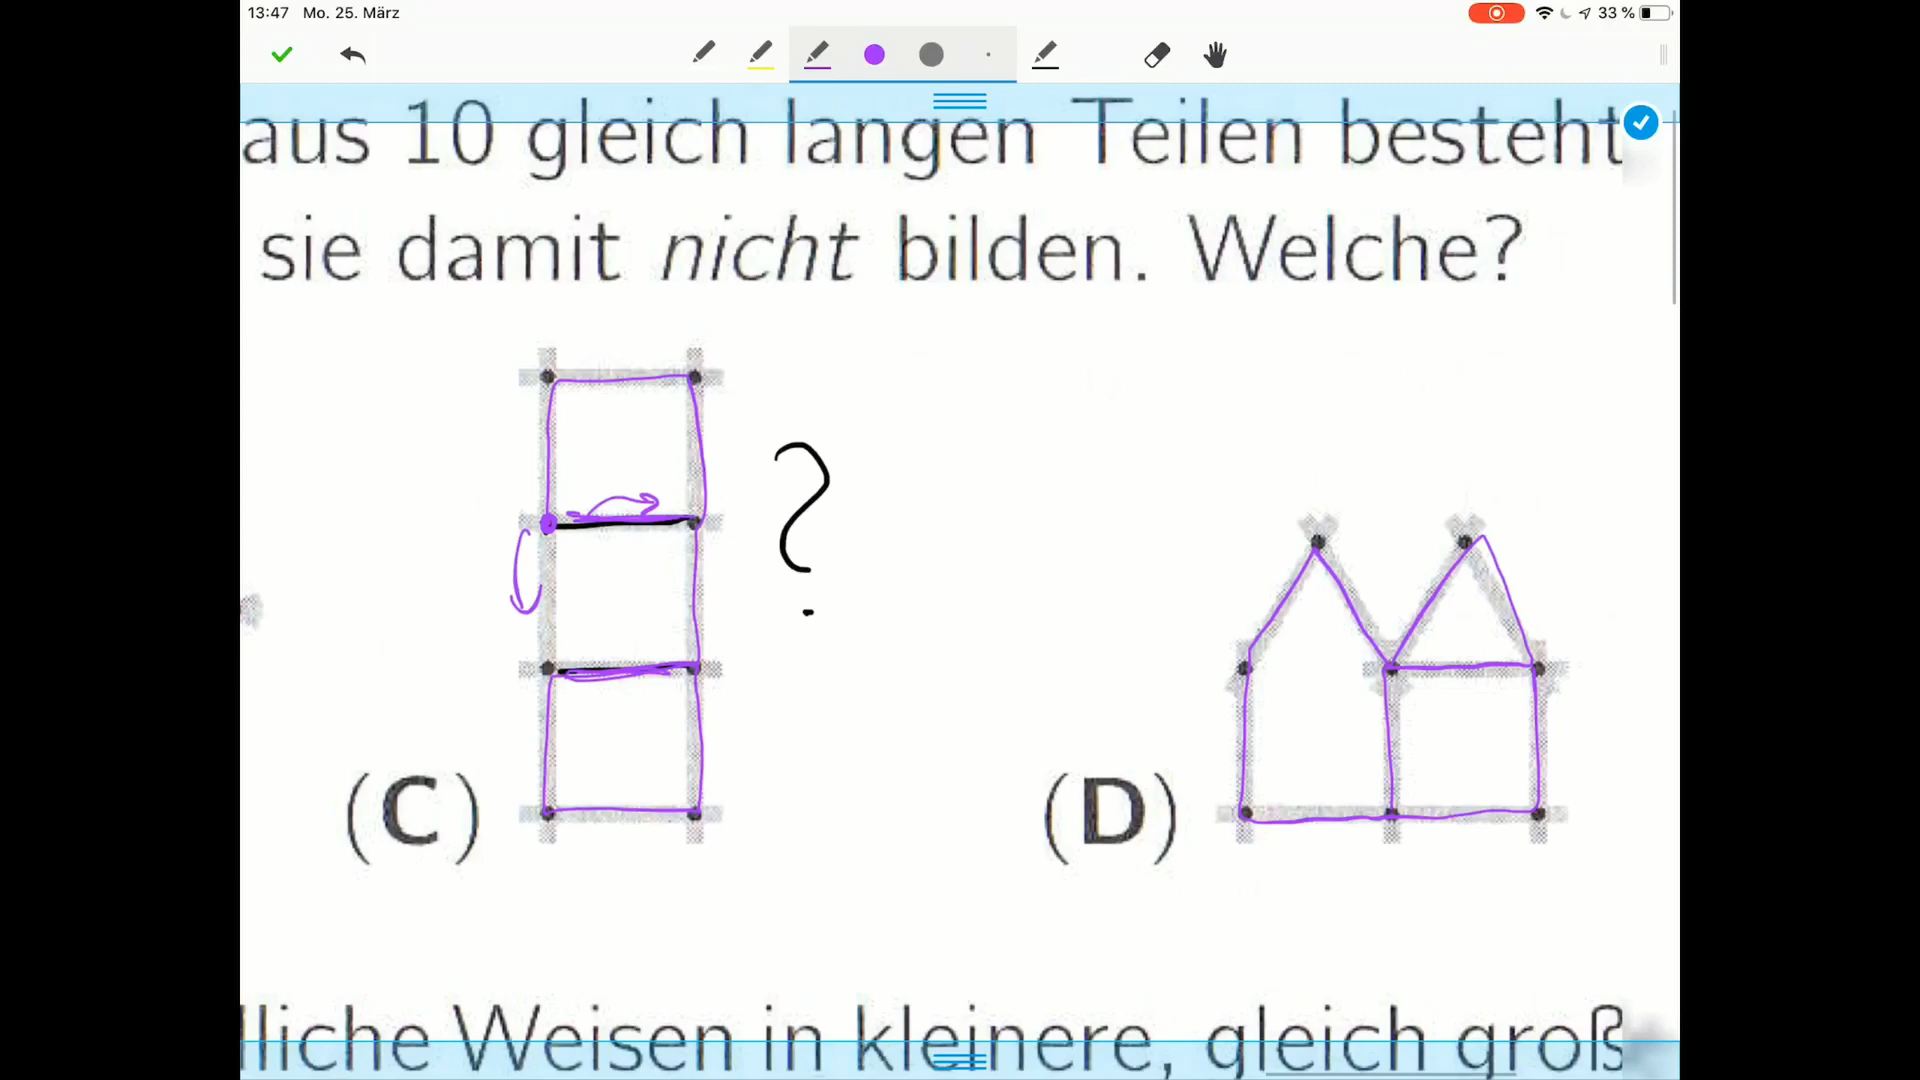 13:47 Mo. 25. März 33 %
aus 10 gleich langen Teilen besteht
sie damit nicht bilden. Welche?
?
(C)
(D)
liche Weisen in kleinere, gleich groß